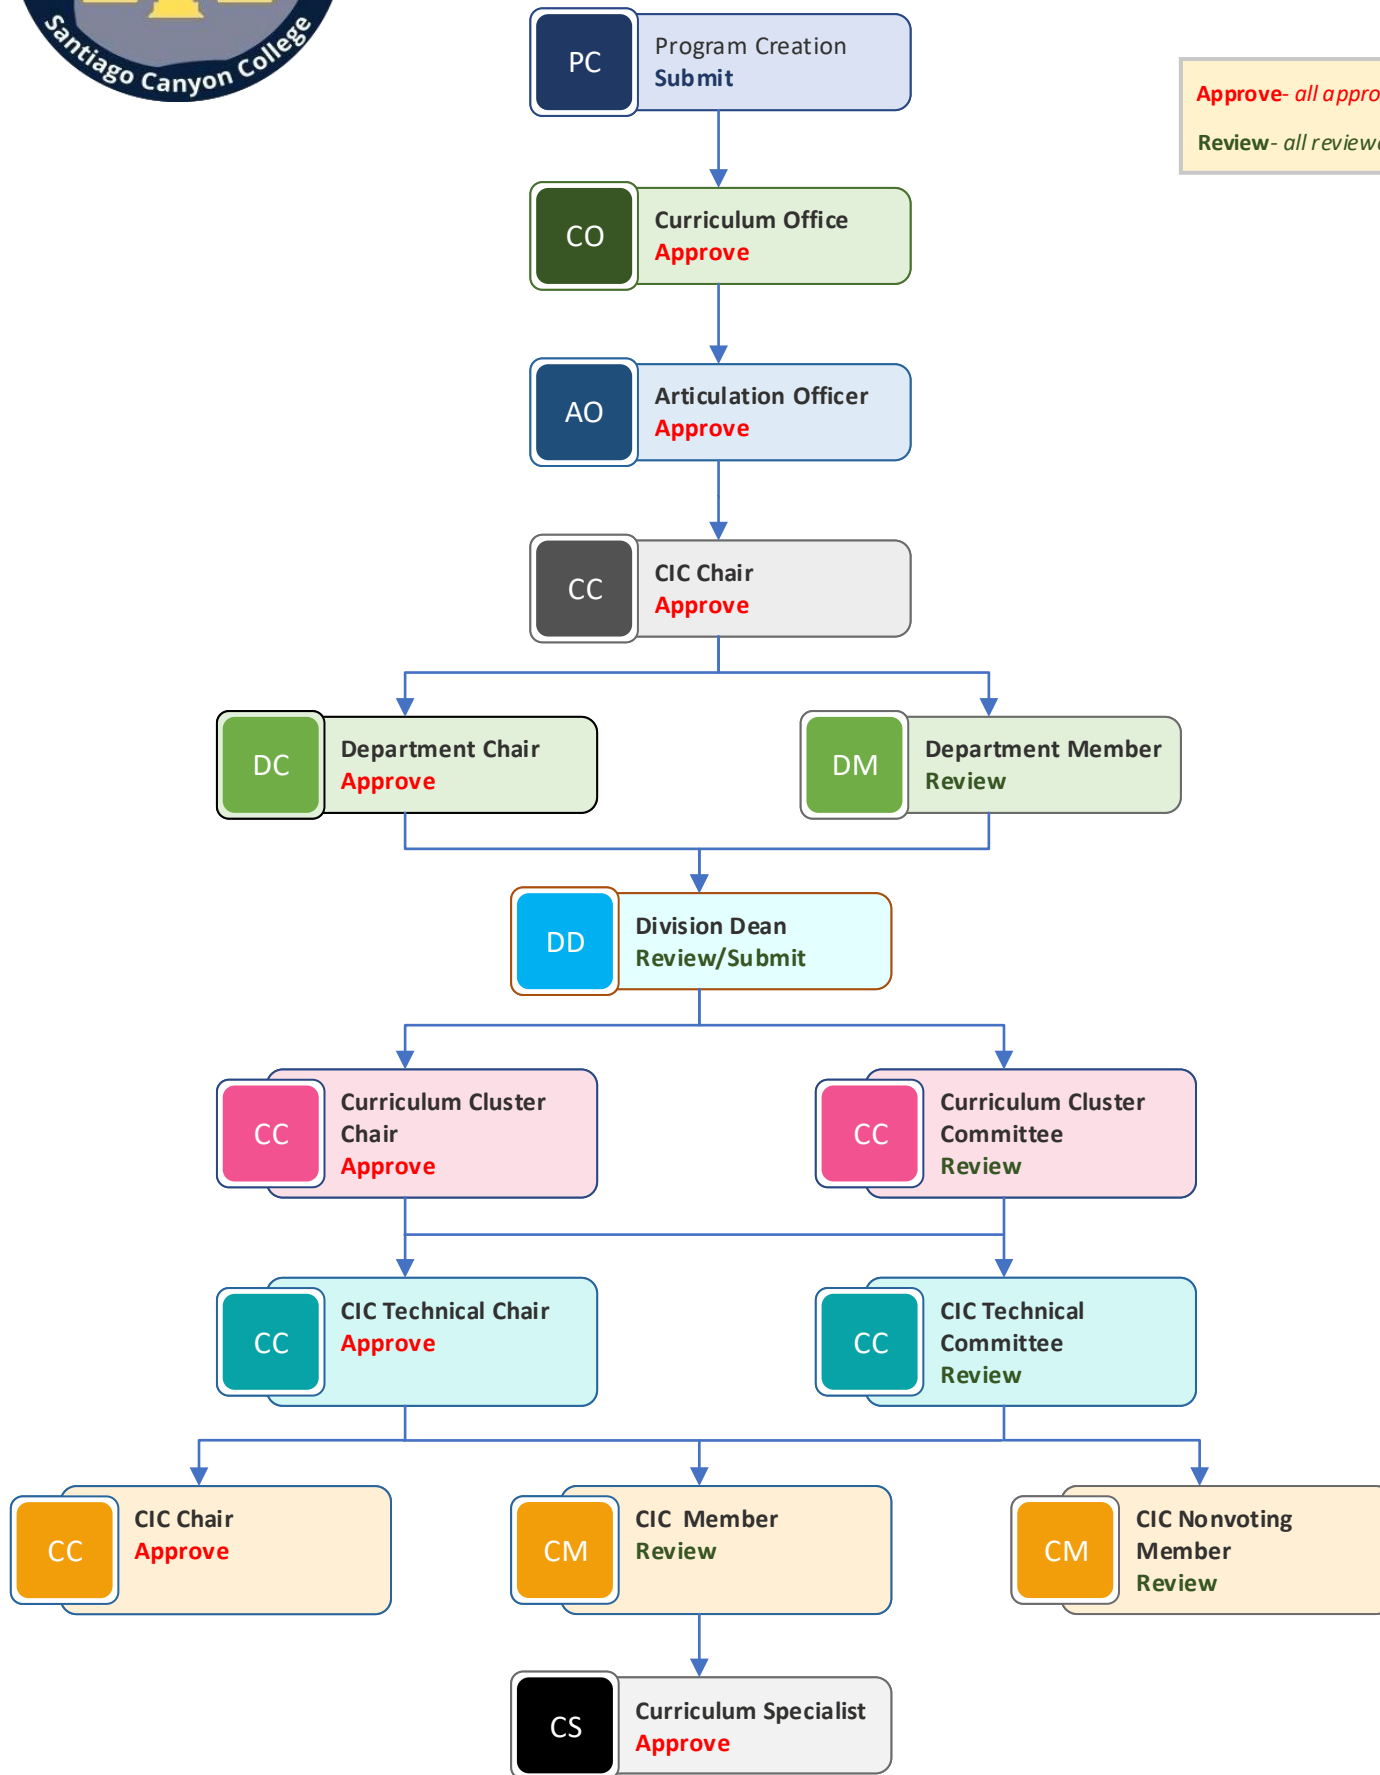 Santiago Canyon College
PC
Program Creation
Submit
Approve- all appro
Review- all review
CO
Curriculum Office
Approve
AO
Articulation Officer
Approve
CC
CIC Chair
Approve
DC
Department Chair
Approve
DM
Department Member
Review
DD
Division Dean
Review/Submit
CC
Curriculum Cluster
Chair
Approve
CC
Curriculum Cluster
Committee
Review
CC
CIC Technical Chair
Approve
CC
CIC Technical
Committee
Review
CC
CIC Chair
Approve
CM
CIC Member
Review
CM
CIC Nonvoting
Member
Review
CS
Curriculum Specialist
Approve